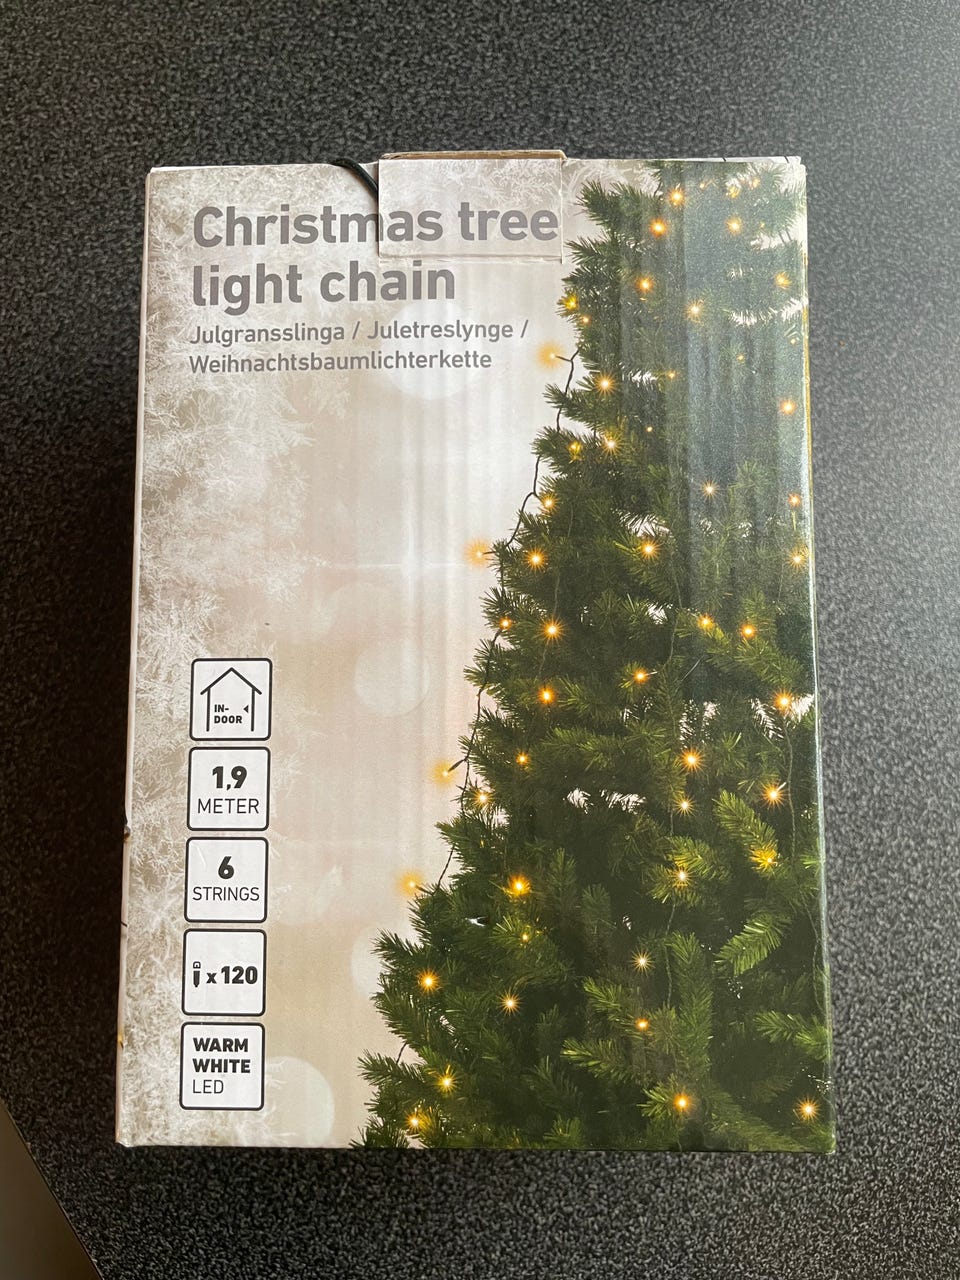 Christmas tree
light chain
Julgransslinga / Juletreslynge /
Weihnachtsbaumlichterkette
IN-
DOOR
1,9
METER
6
STRINGS
x 120
WARM
WHITE
LED